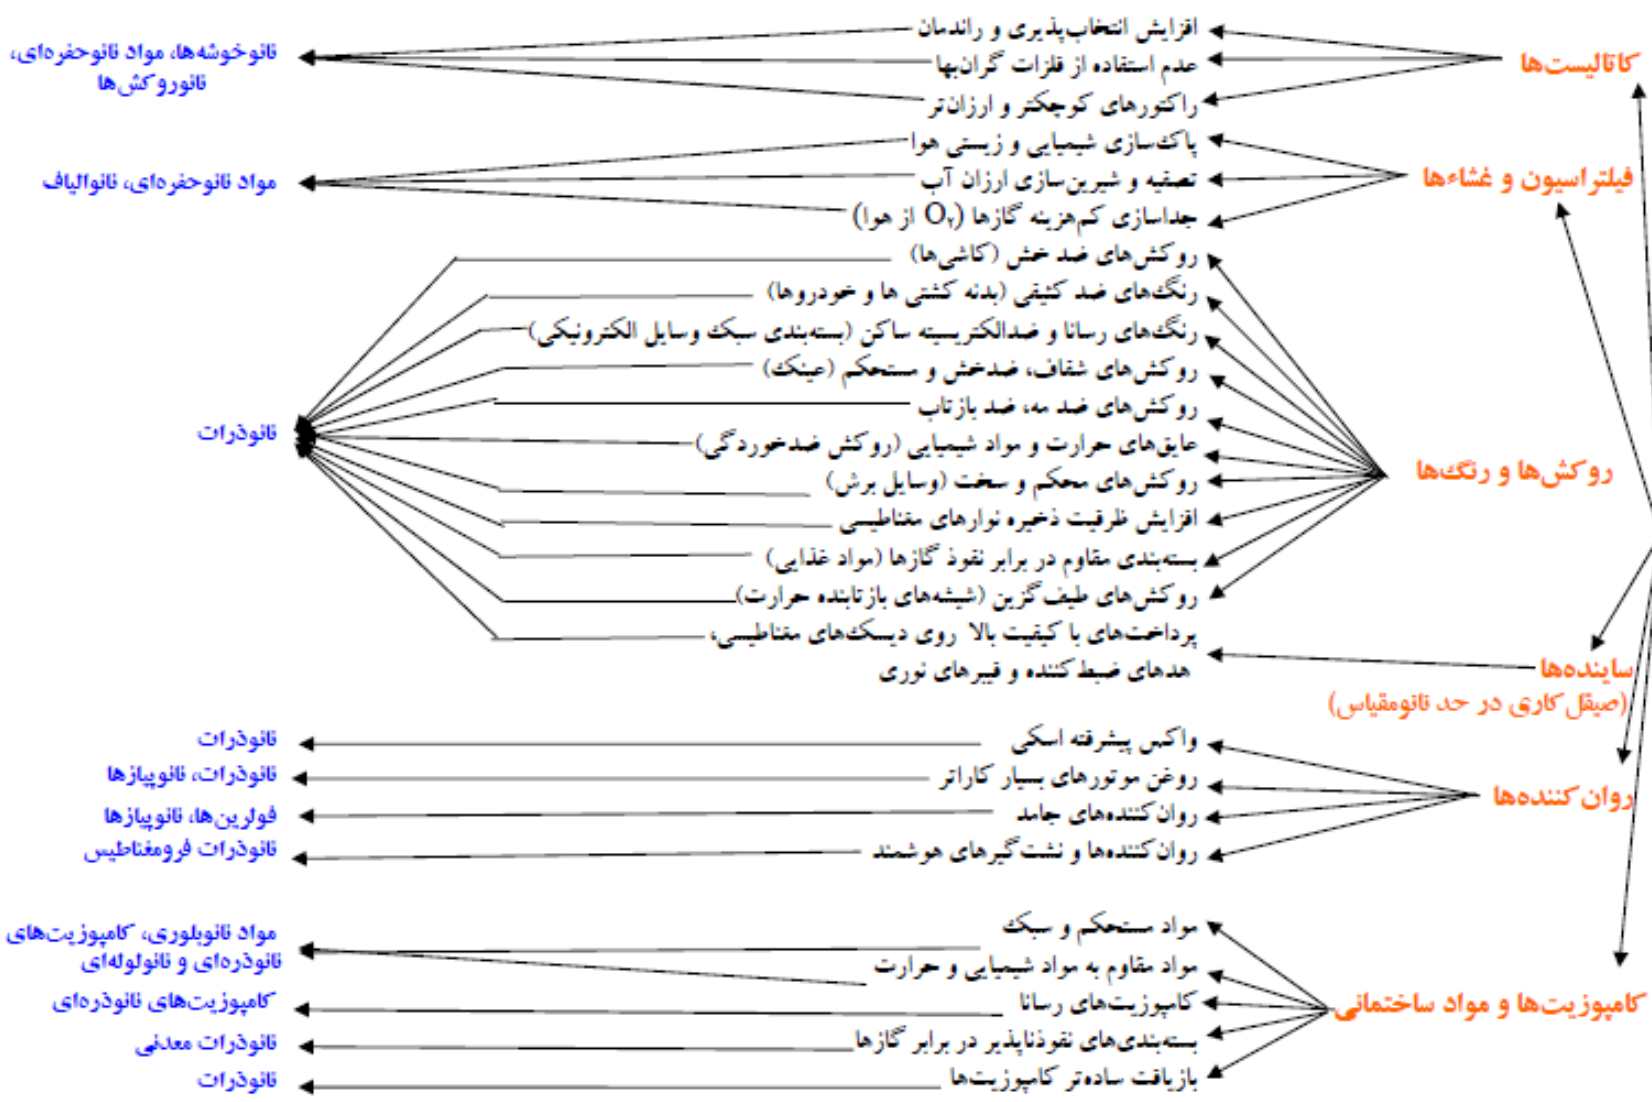 کاتالیست‌ها
افزایش انتخاب‌پذیری و راندمان
عدم استفاده از فلزات گران‌بها
راکتورهای کوچکتر و ارزان‌تر
نانوخوشه‌ها، مواد نانوحفره‌ای،
نانوروکش‌ها
فیلتراسیون و غشاءها
پاک‌سازی شیمیایی و زیستی هوا
تصفیه و شیرین‌سازی ارزان آب
جداسازی کم‌هزینه گازها (O۲ از هوا)
مواد نانوحفره‌ای، نانوالیاف
روکش‌ها و رنگ‌ها
روکش‌های ضد خش (کاشی‌ها)
رنگ‌های ضد کثیفی (بدنه کشتی ها و خودروها)
رنگ‌های رسانا و ضدالکتریسیته ساکن (بسته‌بندی سبک وسایل الکترونیکی)
روکش‌های شفاف، ضدخش و مستحکم (عینک)
روکش‌های ضد مه، ضد بازتاب
عایق‌های حرارت و مواد شیمیایی (روکش ضدخوردگی)
روکش‌های محکم و سخت (وسایل برش)
افزایش ظرفیت ذخیره نوارهای مغناطیسی
بسته‌بندی مقاوم در برابر نفوذ گازها (مواد غذایی)
روکش‌های طیف‌گزین (شیشه‌های بازتابنده حرارت)
نانوذرات
ساینده‌ها
(صیقل‌کاری در حد نانومقیاس)
پرداخت‌های با کیفیت بالا روی دیسک‌های مغناطیسی،
هدهای ضبط‌کننده و فیبرهای نوری
روان‌کننده‌ها
واکس پیشرفته اسکی
نانوذرات
روغن موتورهای بسیار کاراتر
نانوذرات، نانوپیازها
روان‌کننده‌های جامد
فولرین‌ها، نانوپیازها
روان‌کننده‌ها و نشت‌گیرهای هوشمند
نانوذرات فرومغناطیس
کامپوزیت‌ها و مواد ساختمانی
مواد مستحکم و سبک
مواد مقاوم به مواد شیمیایی و حرارت
مواد نانوبلوری، کامپوزیت‌های
نانوذره‌ای و نانولوله‌ای
کامپوزیت‌های رسانا
کامپوزیت‌های نانوذره‌ای
بسته‌بندی‌های نفوذناپذیر در برابر گازها
نانوذرات معدنی
بازیافت ساده‌تر کامپوزیت‌ها
نانوذرات